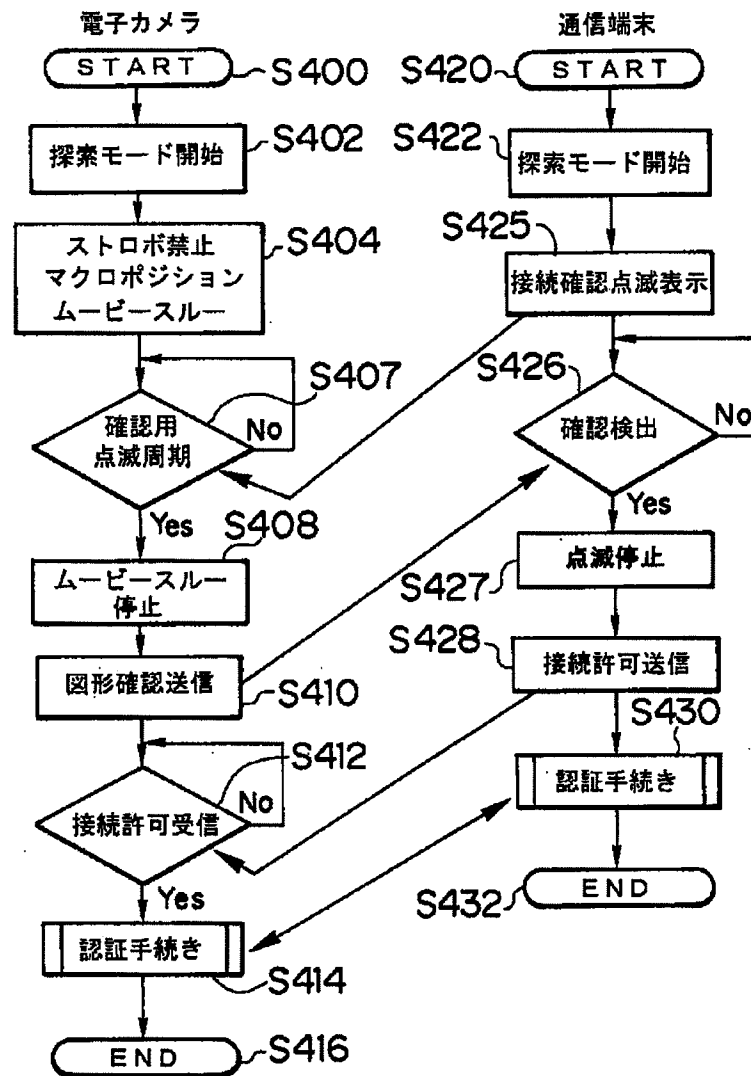 電子カメラ
START
S400
探索モード開始
S402
ストロボ禁止
マクロポジション
ムービースルー
S404
確認用
点滅周期
S407
No
Yes
S408
ムービースルー
停止
図形確認送信
S410
S412
接続許可受信
No
Yes
認証手続き
S414
END
S416
通信端末
S420
START
S422
探索モード開始
S425
接続確認点滅表示
S426
確認検出
No
Yes
点滅停止
S427
S428
接続許可送信
S430
認証手続き
END
S432